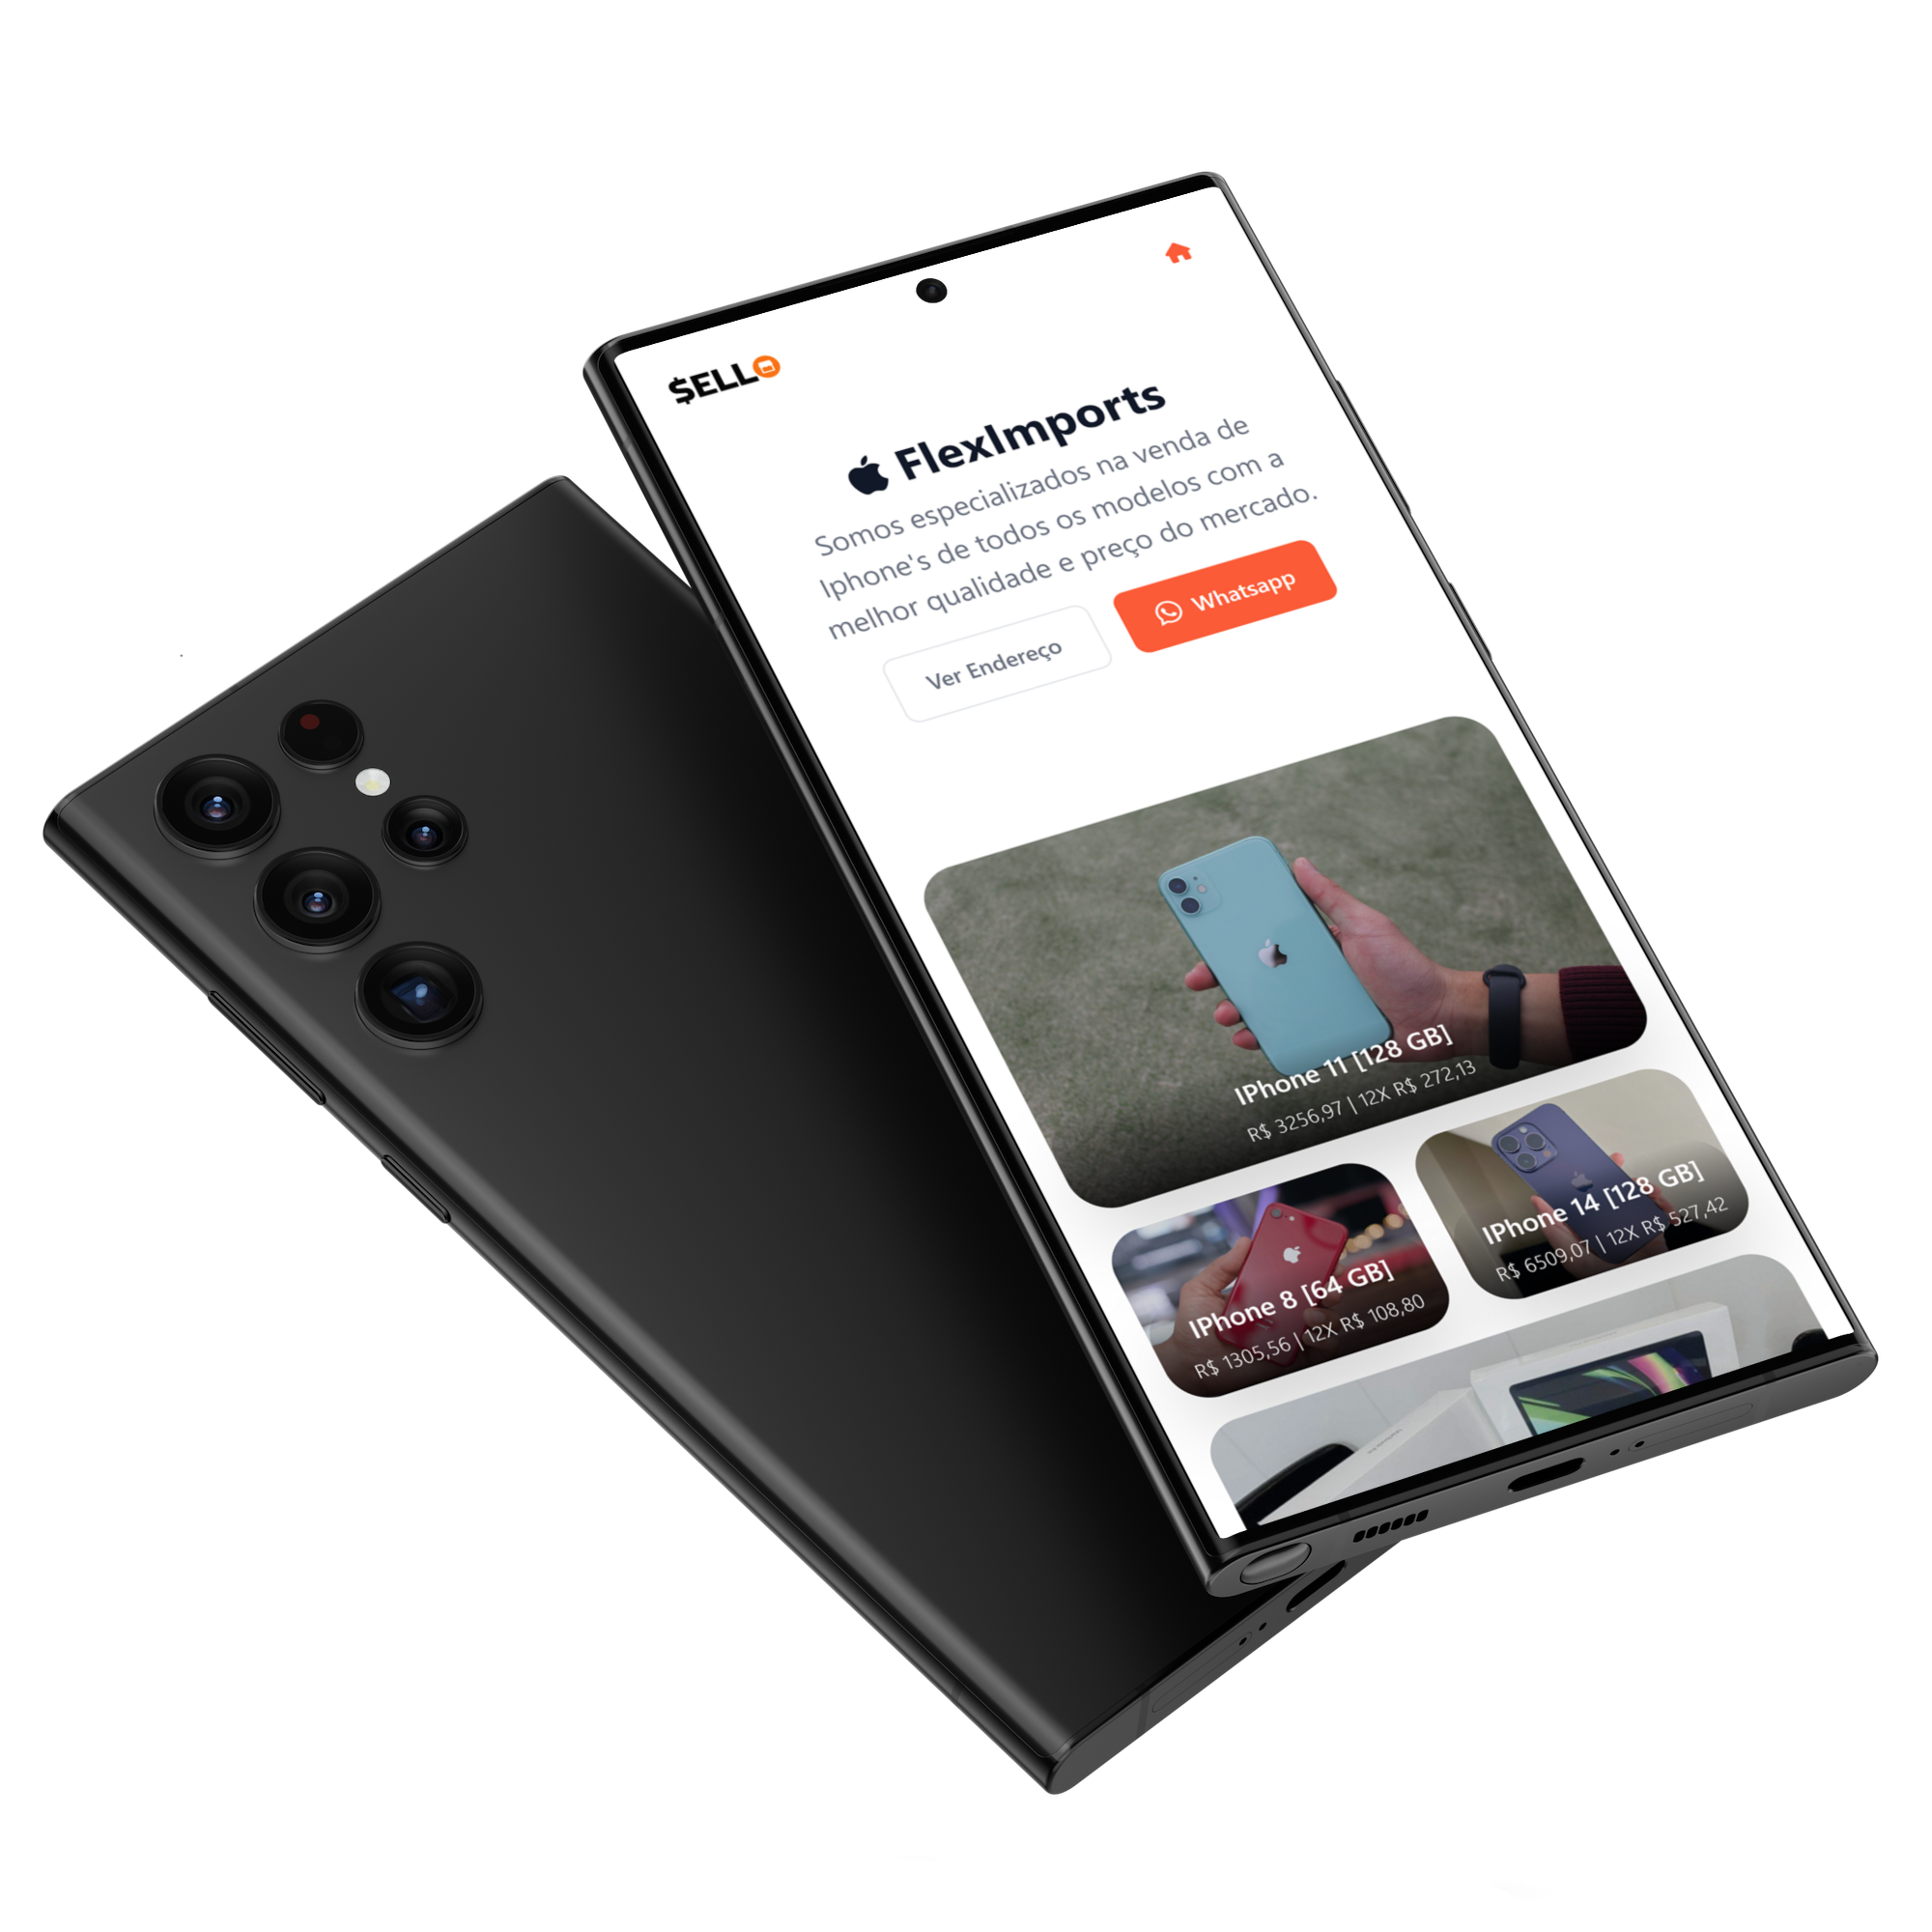 $ELLO
FlexImports
Somos especializados na venda de
Iphone's de todos os modelos com a
melhor qualidade e preço do mercado.
Ver Endereço
Whatsapp
IPhone 11 [128 GB]
R$ 3256,97 | 12X R$ 272,13
IPhone 8 [64 GB]
R$ 1305,56 | 12X R$ 108,80
IPhone 14 [128 GB]
R$ 6509,07 | 12X R$ 527,42